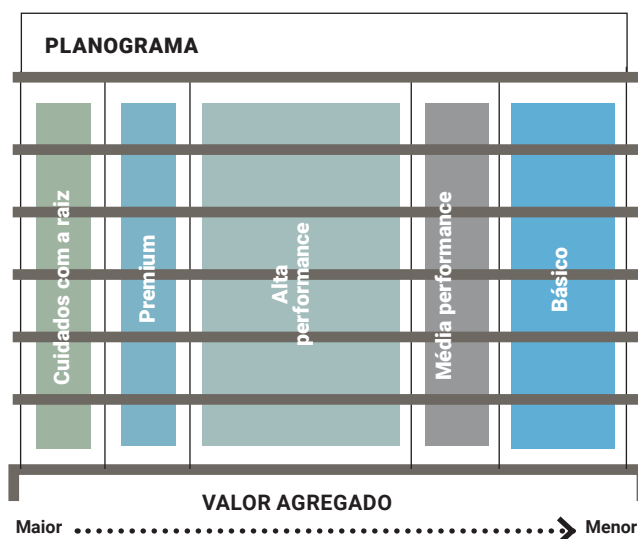 PLANOGRAMA
Cuidados com a raiz
Premium
Alta
performance
Média performance
Básico
VALOR AGREGADO
Maior
Menor